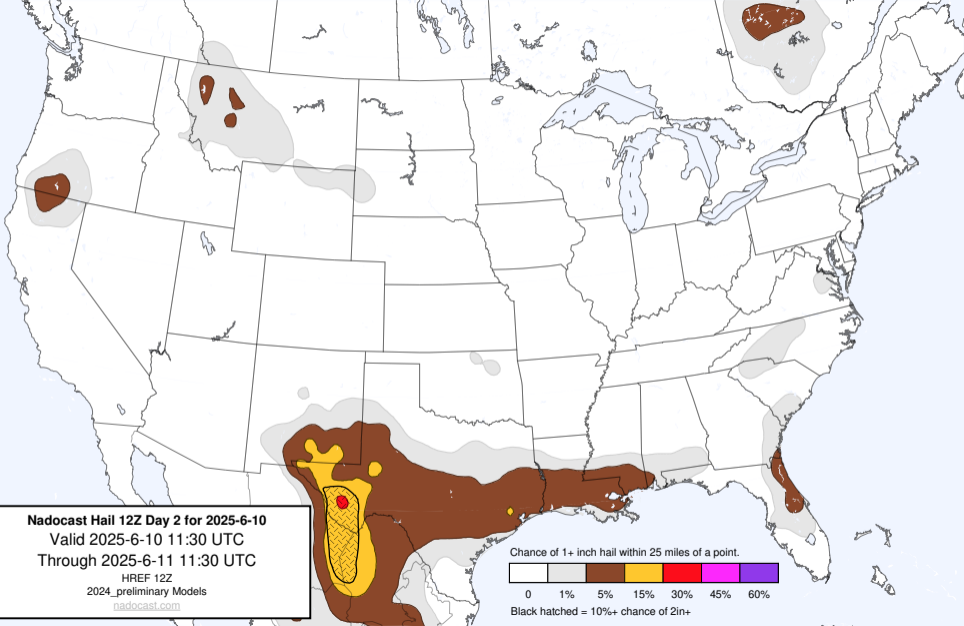 Nadocast Hail 12Z Day 2 for 2025-6-10
Valid 2025-6-10 11:30 UTC
Through 2025-6-11 11:30 UTC
HREF 12Z
2024_preliminary Models
nadocast.com
Chance of 1+ inch hail within 25 miles of a point.
0 1% 5% 15% 30% 45% 60%
Black hatched = 10%+ chance of 2in+